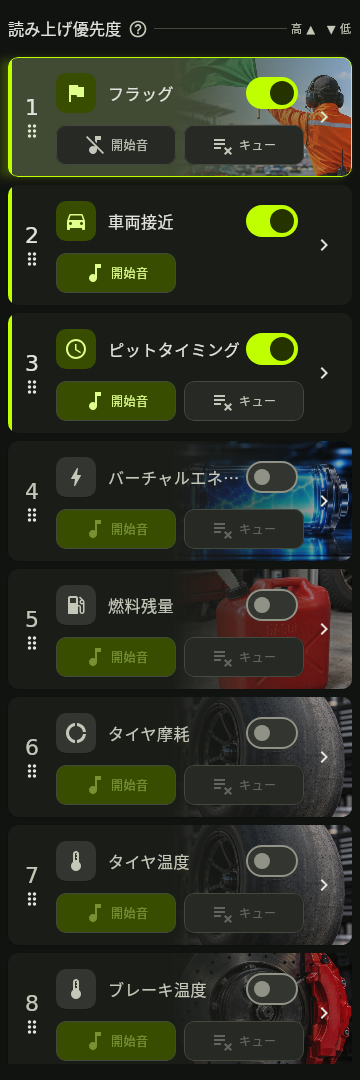 読み上げ優先度 高 ▲ ▼ 低
1 フラッグ
開始音 キュー
2 車両接近
開始音
3 ピットタイミング
開始音 キュー
4 バーチャルエネ…
開始音 キュー
5 燃料残量
開始音 キュー
6 タイヤ摩耗
開始音 キュー
7 タイヤ温度
開始音 キュー
8 ブレーキ温度
開始音 キュー